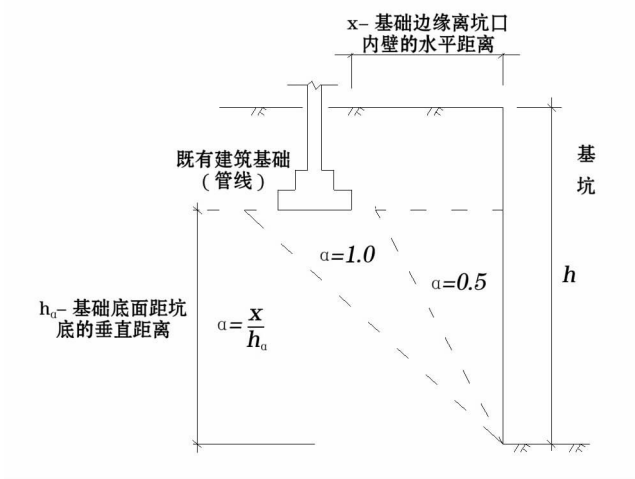 x- 基础边缘离坑口
内壁的水平距离
既有建筑基础
（管线）
基
坑
α=1.0
α=0.5
h
hα- 基础底面距坑
底的垂直距离
α=x/hα